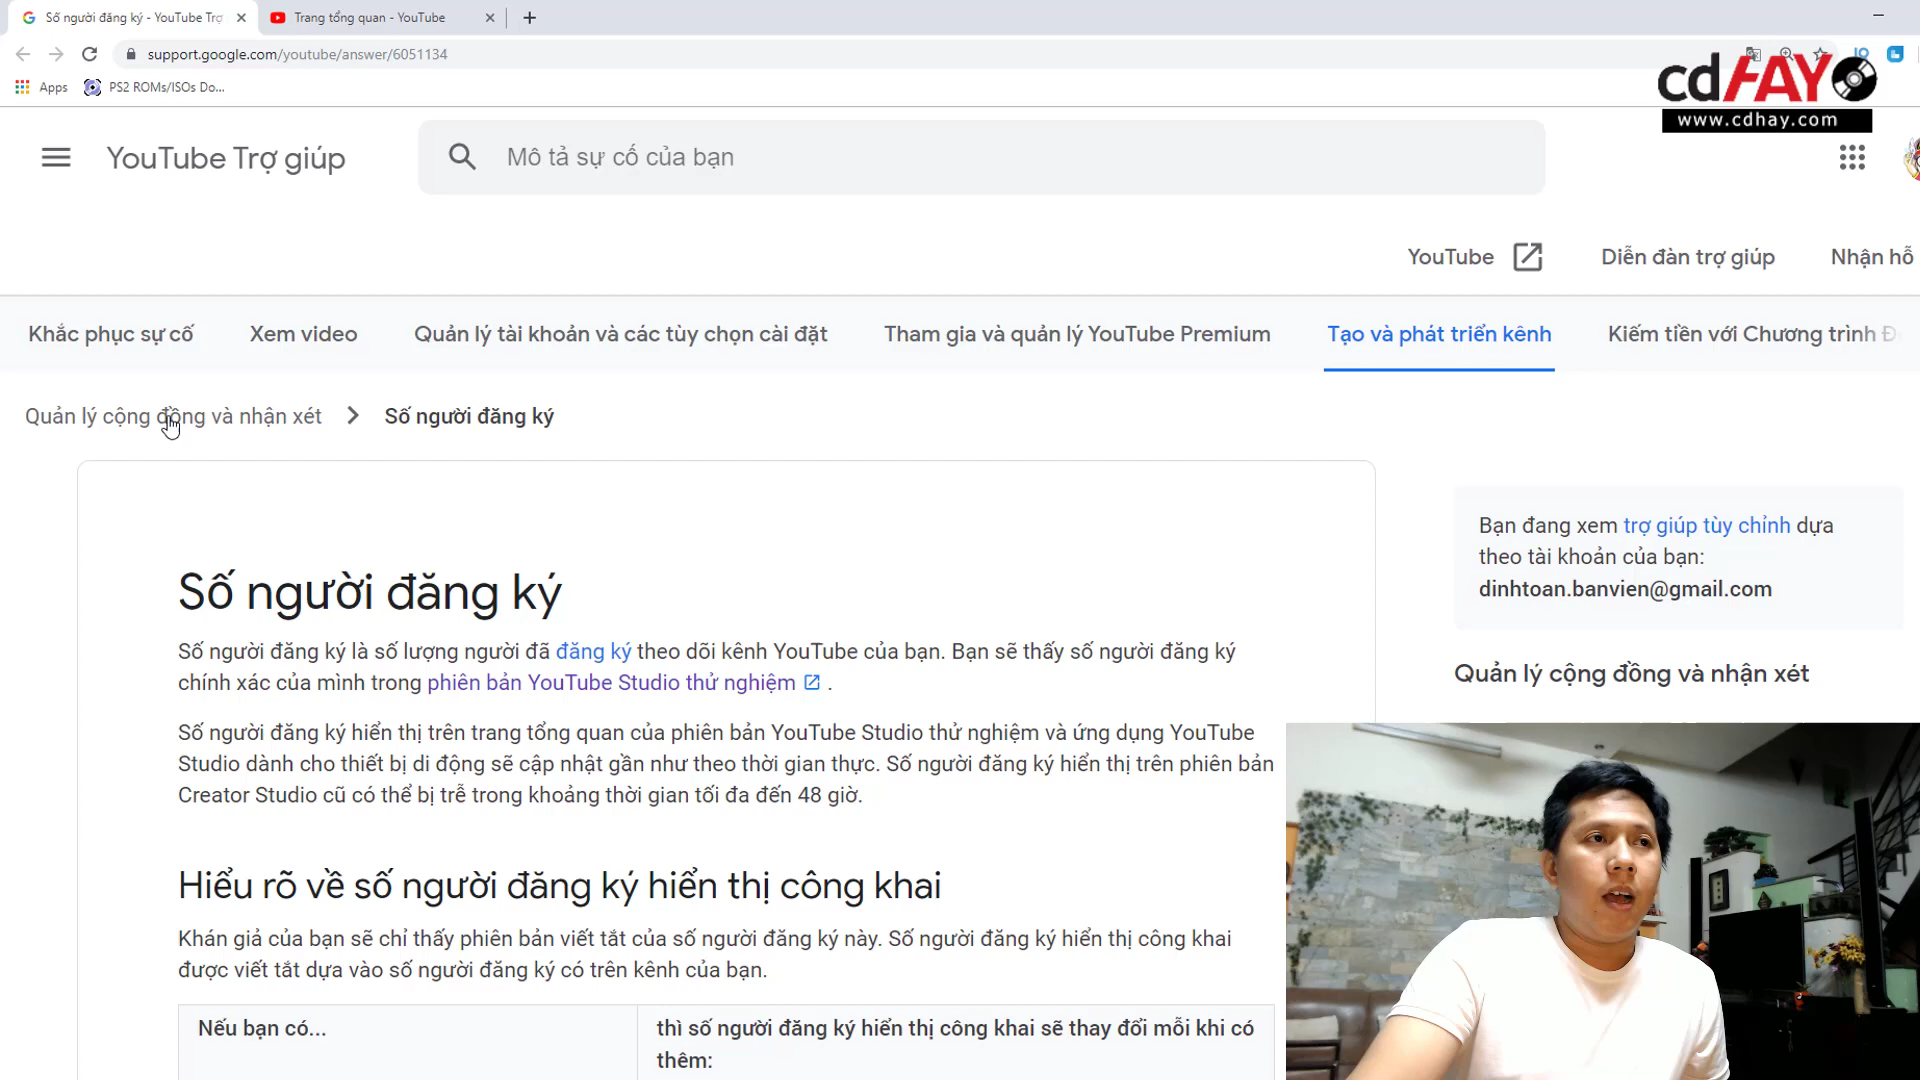 Số người đăng ký - YouTube Trợ
Trang tổng quan - YouTube
support.google.com/youtube/answer/6051134
Apps
PS2 ROMs/ISOs Do...
cdHAY
www.cdhay.com
YouTube Trợ giúp
Mô tả sự cố của bạn
YouTube
Diễn đàn trợ giúp
Nhận hỗ
Khắc phục sự cố
Xem video
Quản lý tài khoản và các tùy chọn cài đặt
Tham gia và quản lý YouTube Premium
Tạo và phát triển kênh
Kiếm tiền với Chương trình Đ
Quản lý cộng đồng và nhận xét
Số người đăng ký
Bạn đang xem trợ giúp tùy chỉnh dựa
theo tài khoản của bạn:
dinhtoan.banvien@gmail.com
Số người đăng ký
Số người đăng ký là số lượng người đã đăng ký theo dõi kênh YouTube của bạn. Bạn sẽ thấy số người đăng ký
chính xác của mình trong phiên bản YouTube Studio thử nghiệm .
Quản lý cộng đồng và nhận xét
Số người đăng ký hiển thị trên trang tổng quan của phiên bản YouTube Studio thử nghiệm và ứng dụng YouTube
Studio dành cho thiết bị di động sẽ cập nhật gần như theo thời gian thực. Số người đăng ký hiển thị trên phiên bản
Creator Studio cũ có thể bị trễ trong khoảng thời gian tối đa đến 48 giờ.
Hiểu rõ về số người đăng ký hiển thị công khai
Khán giả của bạn sẽ chỉ thấy phiên bản viết tắt của số người đăng ký này. Số người đăng ký hiển thị công khai
được viết tắt dựa vào số người đăng ký có trên kênh của bạn.
Nếu bạn có...
thì số người đăng ký hiển thị công khai sẽ thay đổi mỗi khi có
thêm: